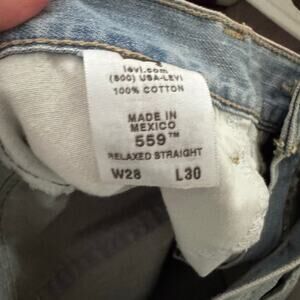 levi.com
(800) USA-LEVI
100% COTTON
MADE IN
MEXICO
559™
RELAXED STRAIGHT
W28 L30